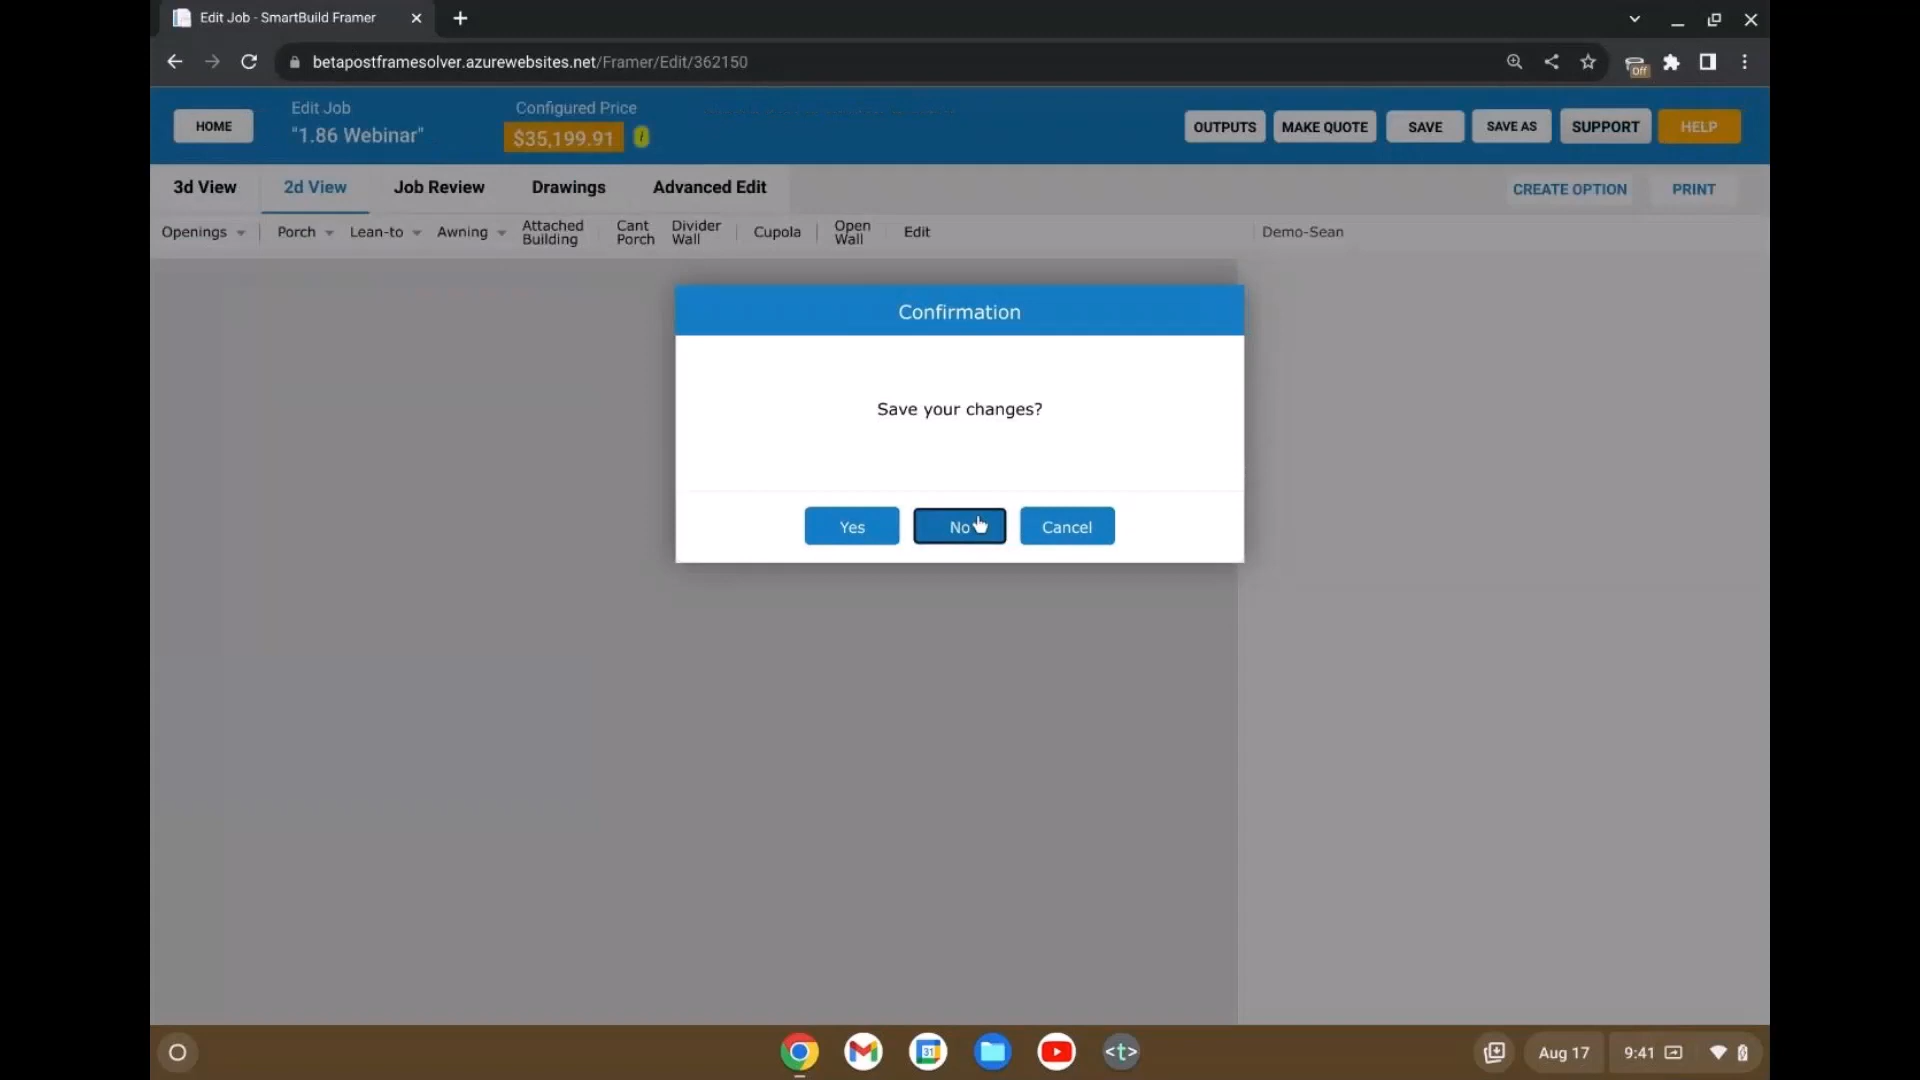 Edit Job - SmartBuild Framer
betapostframesolver.azurewebsites.net/Framer/Edit/362150
Off
HOME
Edit Job
"1.86 Webinar"
Configured Price
$35,199.91
i
OUTPUTS
MAKE QUOTE
SAVE
SAVE AS
SUPPORT
HELP
3d View
2d View
Job Review
Drawings
Advanced Edit
CREATE OPTION
PRINT
Openings
Porch
Lean-to
Awning
Attached
Building
Cant
Porch
Divider
Wall
Cupola
Open
Wall
Edit
Demo-Sean
Confirmation
Save your changes?
Yes
No
Cancel
31
<t>
Aug 17
9:41